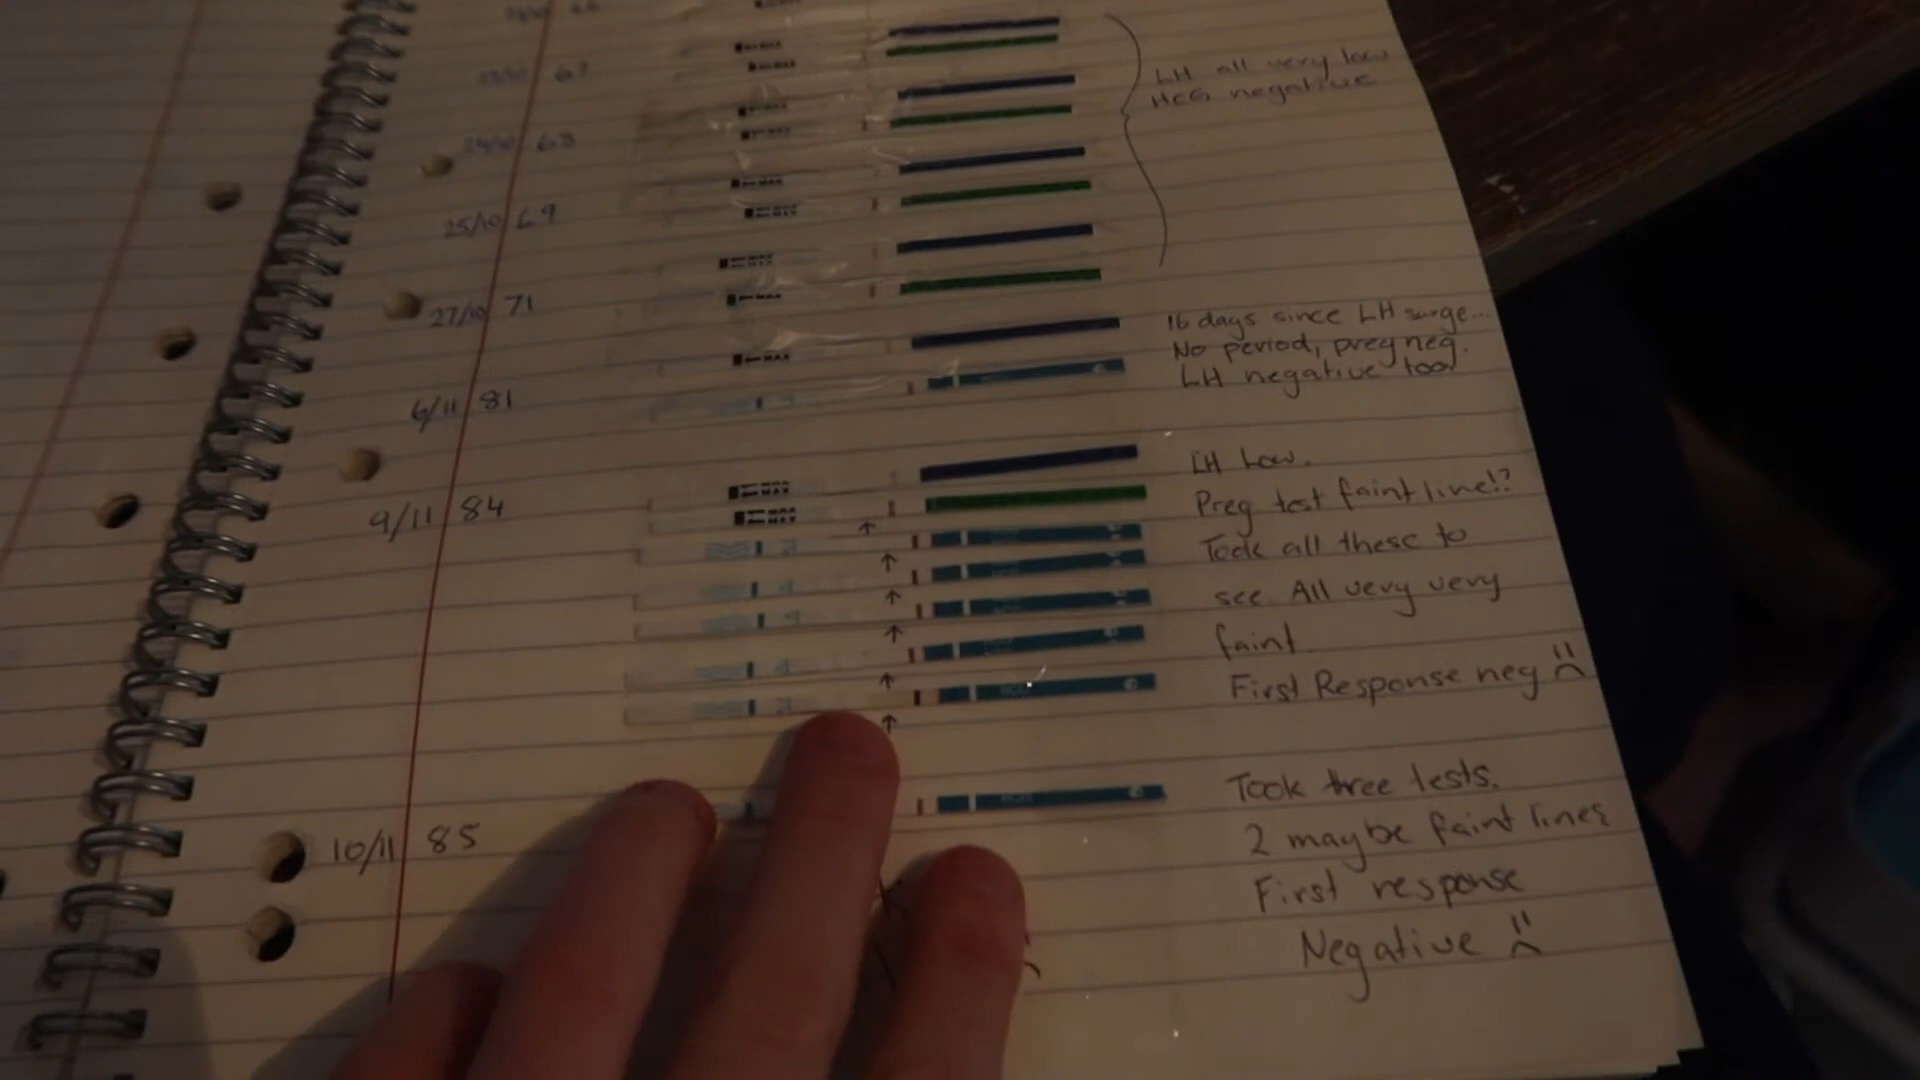 67
LH all very low
HCG negative
68
25/10 69
27/10 71
16 days since LH surge...
No period, preg neg.
LH negative too
MAX
6/11 81
LH Low.
9/11 84
MAX
MAX
Preg test faint line!?
Took all these to
see. All very very
faint
First Response neg
Took three tests.
10/11 85
2 maybe faint lines
First response
Negative